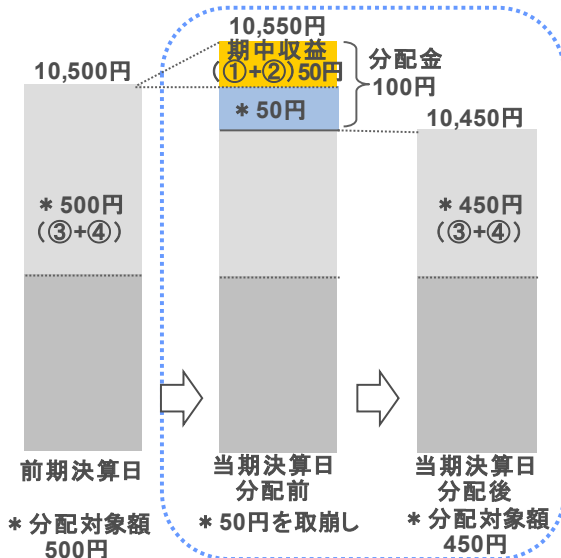 10,550円
期中収益
(①+②)50円
分配金
100円
10,500円
＊50円
10,450円
＊500円
(③+④)
＊450円
(③+④)
前期決算日
当期決算日
分配前
当期決算日
分配後
＊分配対象額
500円
＊50円を取崩し
＊分配対象額
450円